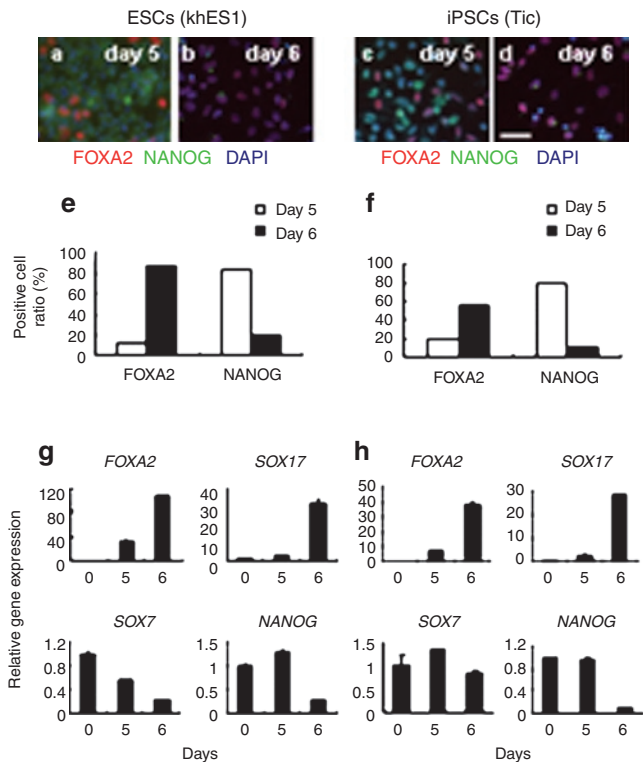 ESCs (khES1) iPSCs (Tic)
a day 5 b day 6 c day 5 d day 6
FOXA2 NANOG DAPI FOXA2 NANOG DAPI
e f
Day 5 Day 5
Day 6 Day 6
Positive cell ratio (%)
100 80 60 40 20 0
FOXA2 NANOG
100 80 60 40 20 0
FOXA2 NANOG
g h
Relative gene expression
FOXA2
120 80 40 0
0 5 6
SOX17
40 30 20 10 0
0 5 6
FOXA2
50 40 30 20 10 0
0 5 6
SOX17
30 20 10 0
0 5 6
SOX7
1.2 0.8 0.4 0
0 5 6
NANOG
1.5 1 0.5 0
0 5 6
SOX7
1.5 1 0.5 0
0 5 6
NANOG
1.2 0.8 0.4 0
0 5 6
Days Days